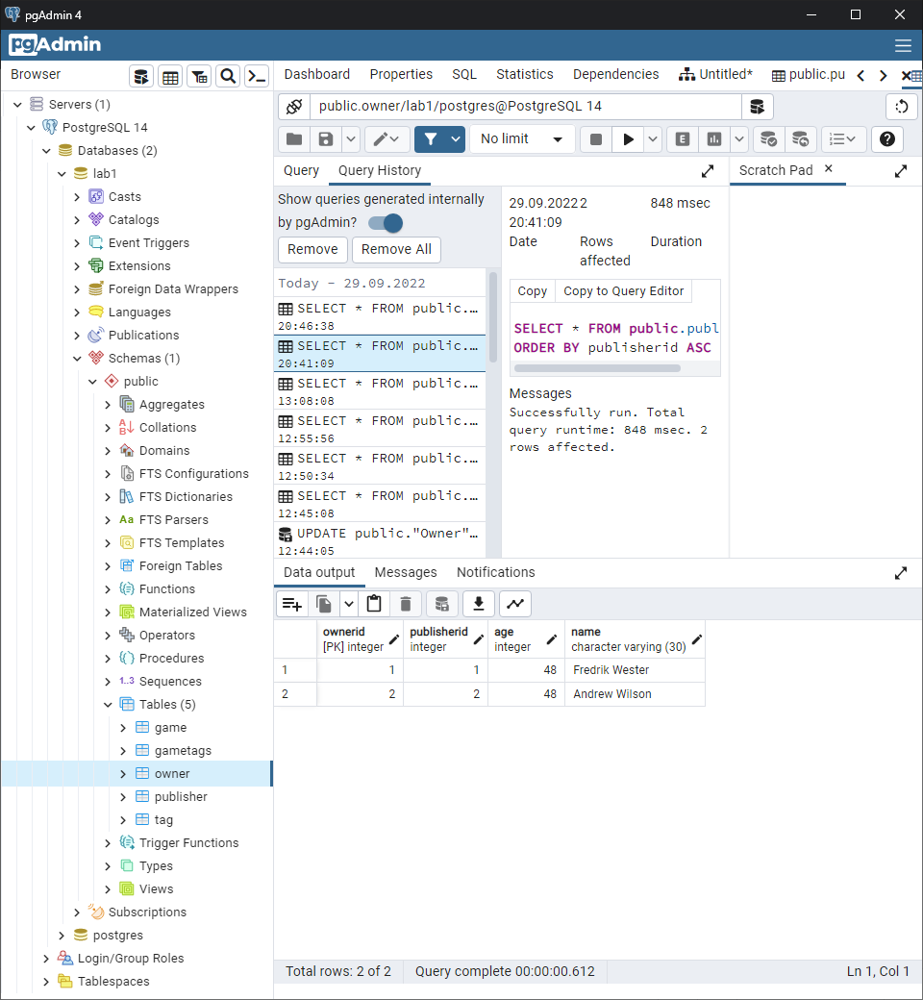 pgAdmin 4
pgAdmin
Browser
Dashboard Properties SQL Statistics Dependencies Untitled* public.pu
Servers (1)
PostgreSQL 14
Databases (2)
lab1
Casts
Catalogs
Event Triggers
Extensions
Foreign Data Wrappers
Languages
Publications
Schemas (1)
public
Aggregates
Collations
Domains
FTS Configurations
FTS Dictionaries
Aa FTS Parsers
FTS Templates
Foreign Tables
Functions
Materialized Views
Operators
Procedures
1..3 Sequences
Tables (5)
game
gametags
owner
publisher
tag
Trigger Functions
Types
Views
Subscriptions
postgres
Login/Group Roles
Tablespaces
public.owner/lab1/postgres@PostgreSQL 14
No limit
E
Query Query History
Show queries generated internally
by pgAdmin?
Remove Remove All
Today - 29.09.2022
SELECT * FROM public.…
20:46:38
SELECT * FROM public.…
20:41:09
SELECT * FROM public.…
13:08:08
SELECT * FROM public.…
12:55:56
SELECT * FROM public.…
12:50:34
SELECT * FROM public.…
12:45:08
UPDATE public."Owner"…
12:44:05
29.09.2022 2 848 msec
20:41:09
Date Rows Duration
affected
Copy Copy to Query Editor
SELECT * FROM public.publ
ORDER BY publisherid ASC
Messages
Successfully run. Total
query runtime: 848 msec. 2
rows affected.
Scratch Pad
Data output Messages Notifications
ownerid publisherid age name
[PK] integer integer integer character varying (30)
1 1 1 48 Fredrik Wester
2 2 2 48 Andrew Wilson
Total rows: 2 of 2 Query complete 00:00:00.612 Ln 1, Col 1